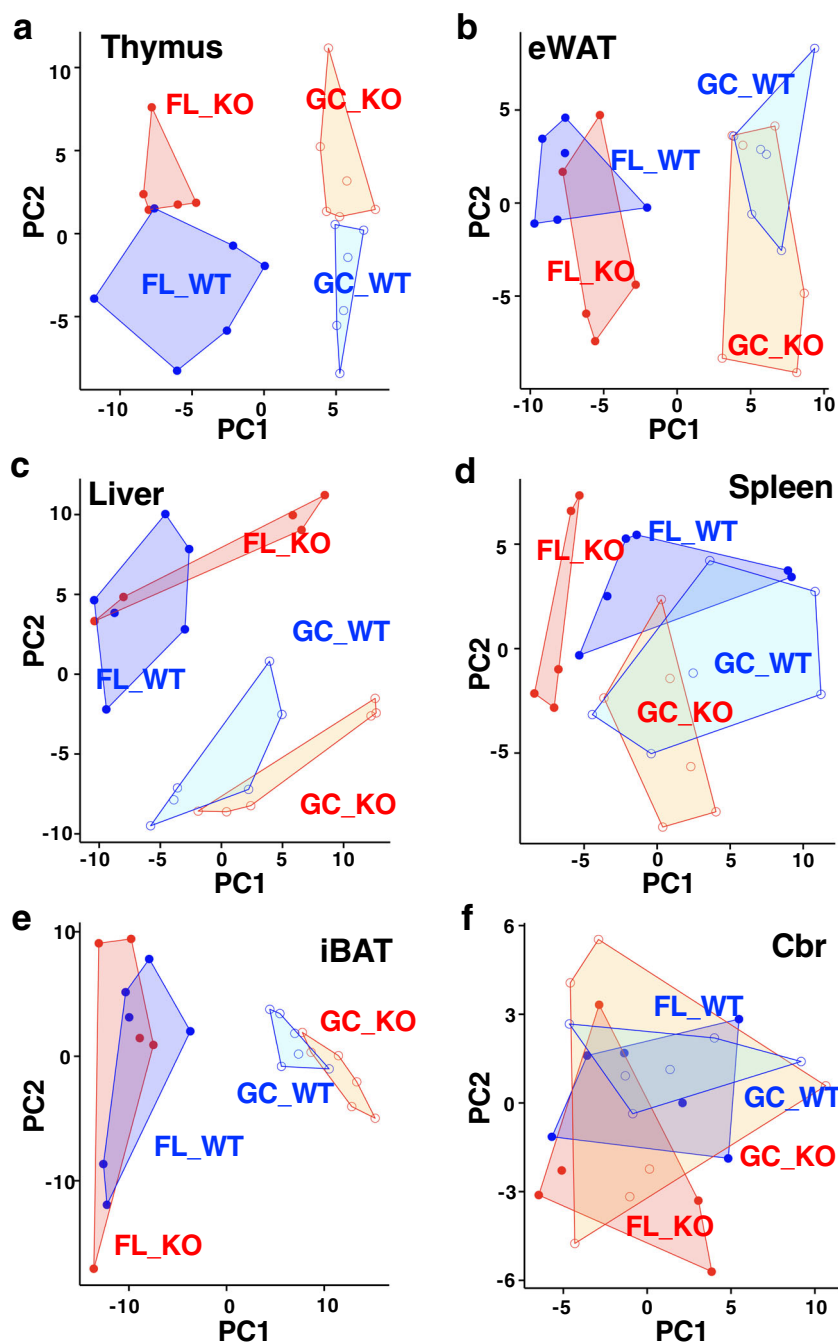 a
Thymus
10
5
0
-5
PC2
FL_KO
GC_KO
FL_WT
GC_WT
-10
-5
0
5
PC1
b
eWAT
5
0
-5
PC2
GC_WT
FL_WT
FL_KO
GC_KO
-10
-5
0
5
10
PC1
c
Liver
10
5
0
-5
-10
PC2
FL_KO
GC_WT
FL_WT
GC_KO
-10
-5
0
5
10
PC1
d
Spleen
5
0
-5
PC2
FL_WT
FL_KO
GC_WT
GC_KO
-5
0
5
10
PC1
e
iBAT
10
0
-10
PC2
GC_KO
GC_WT
FL_WT
FL_KO
-10
0
10
PC1
f
Cbr
6
3
0
-3
-6
PC2
FL_WT
GC_WT
GC_KO
FL_KO
-5
0
5
10
PC1